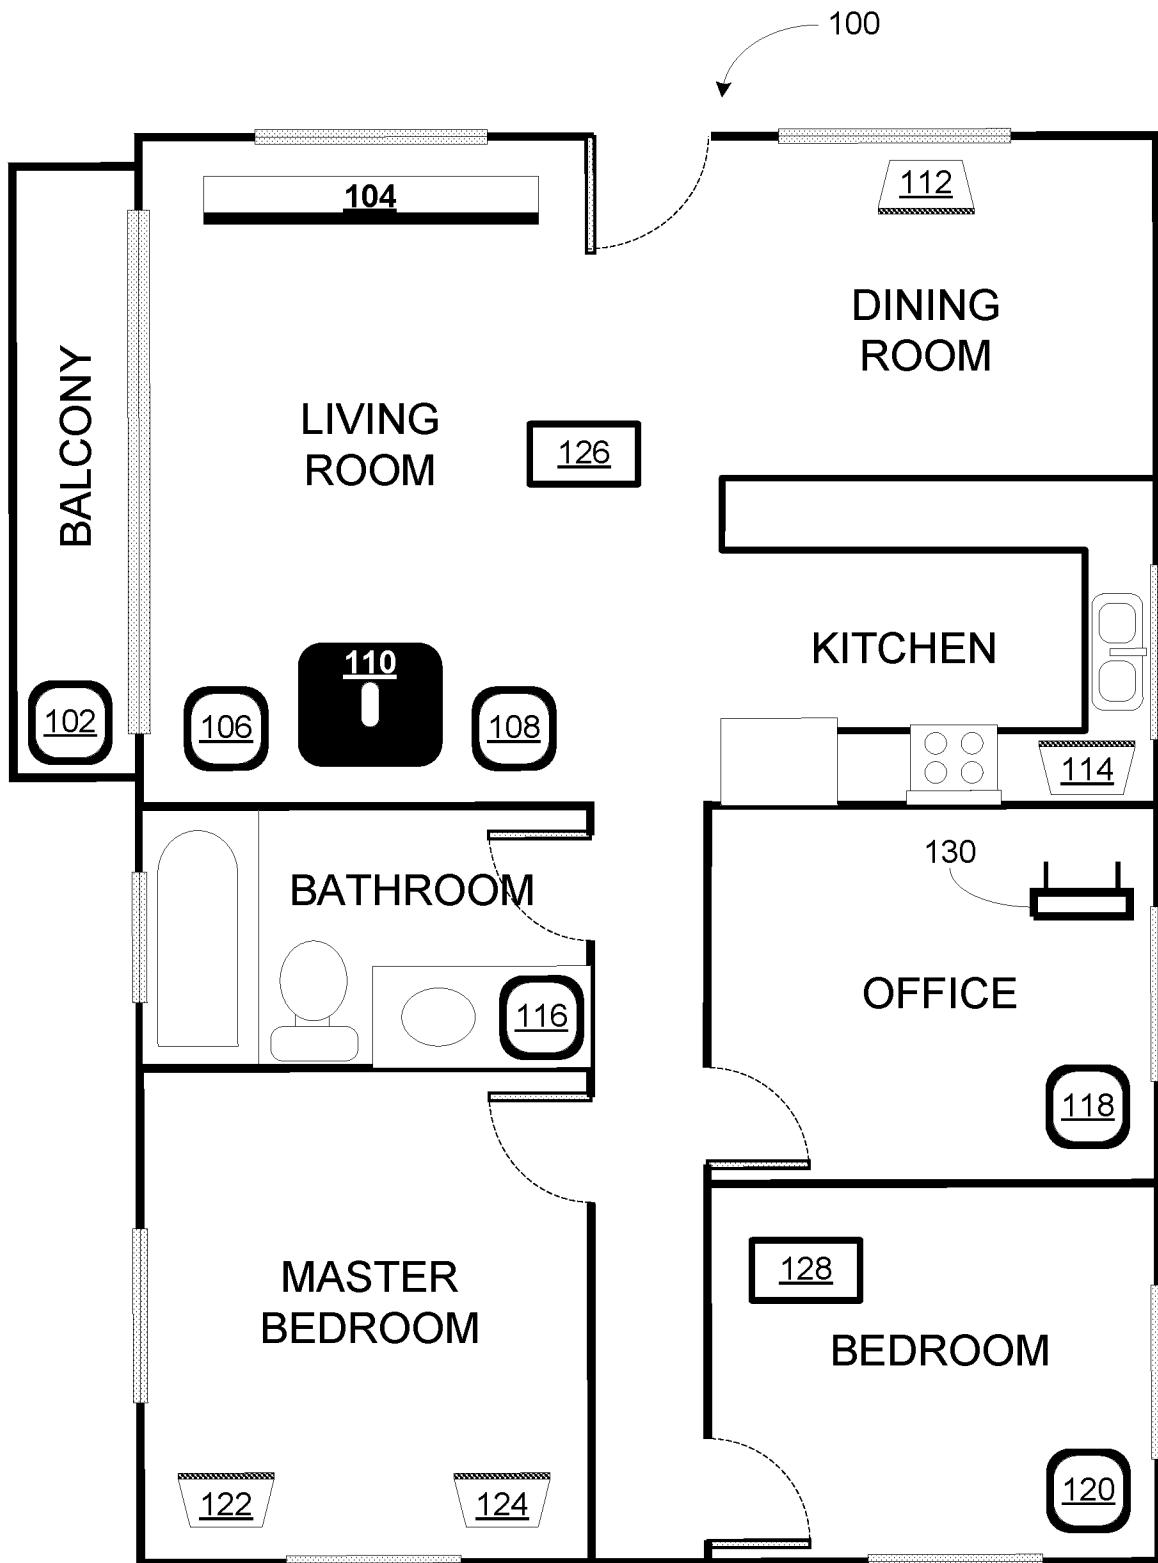 100
104
112
DINING
ROOM
BALCONY
LIVING
ROOM
126
KITCHEN
110
102
106
108
114
130
BATHROOM
OFFICE
116
118
128
MASTER
BEDROOM
BEDROOM
122
124
120